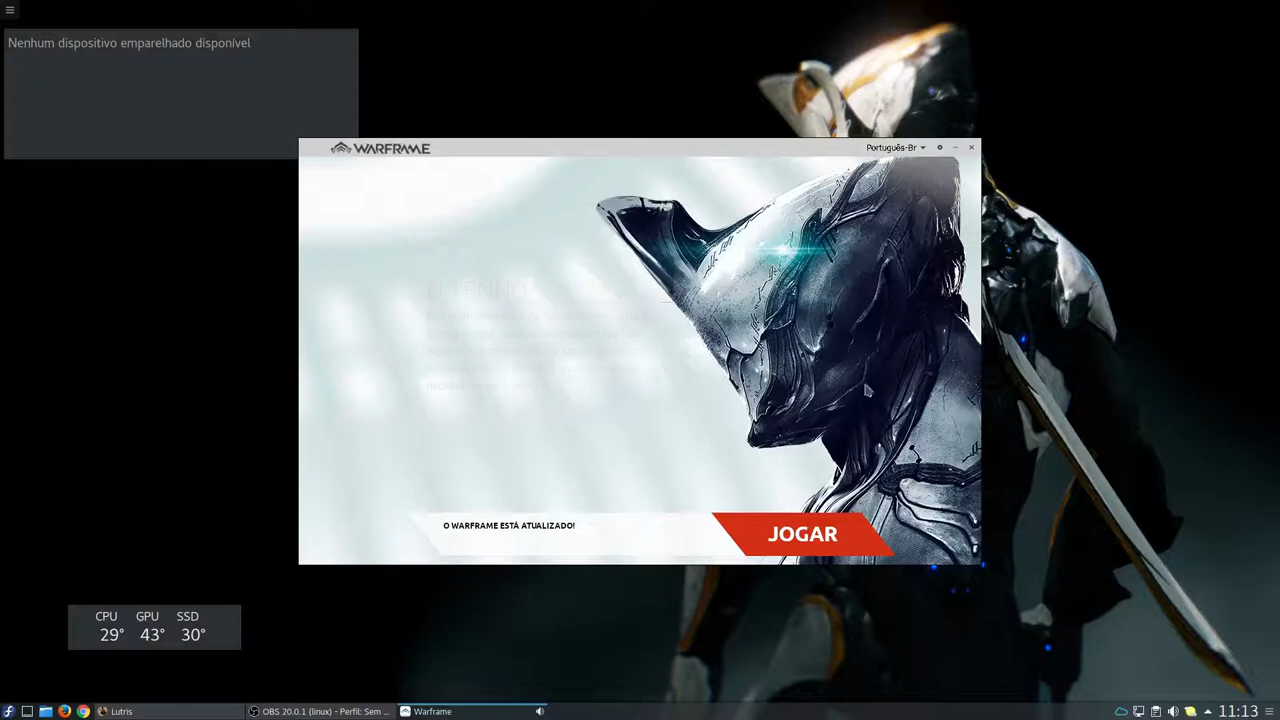 Nenhum dispositivo emparelhado disponível
WARFRAME
Português-Br
O TENNO
O WARFRAME ESTÁ ATUALIZADO!
JOGAR
CPU GPU SSD
29° 43° 30°
Lutris
OBS 20.0.1 (linux) - Perfil: Sem ...
Warframe
11:13